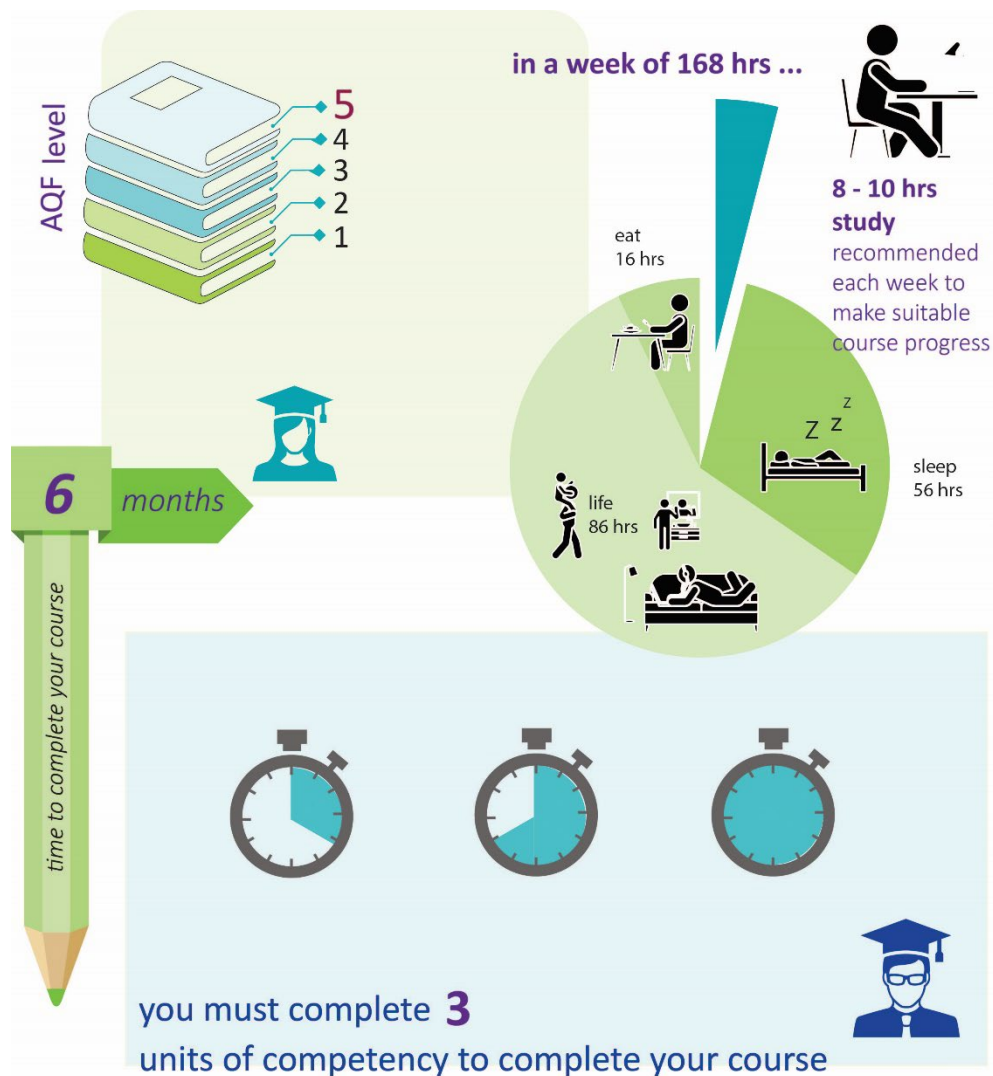 AQF level
5
4
3
2
1
in a week of 168 hrs ...
8 - 10 hrs
study
recommended
each week to
make suitable
course progress
eat
16 hrs
z
z
Z
sleep
56 hrs
life
86 hrs
6
months
time to complete your course
you must complete 3
units of competency to complete your course